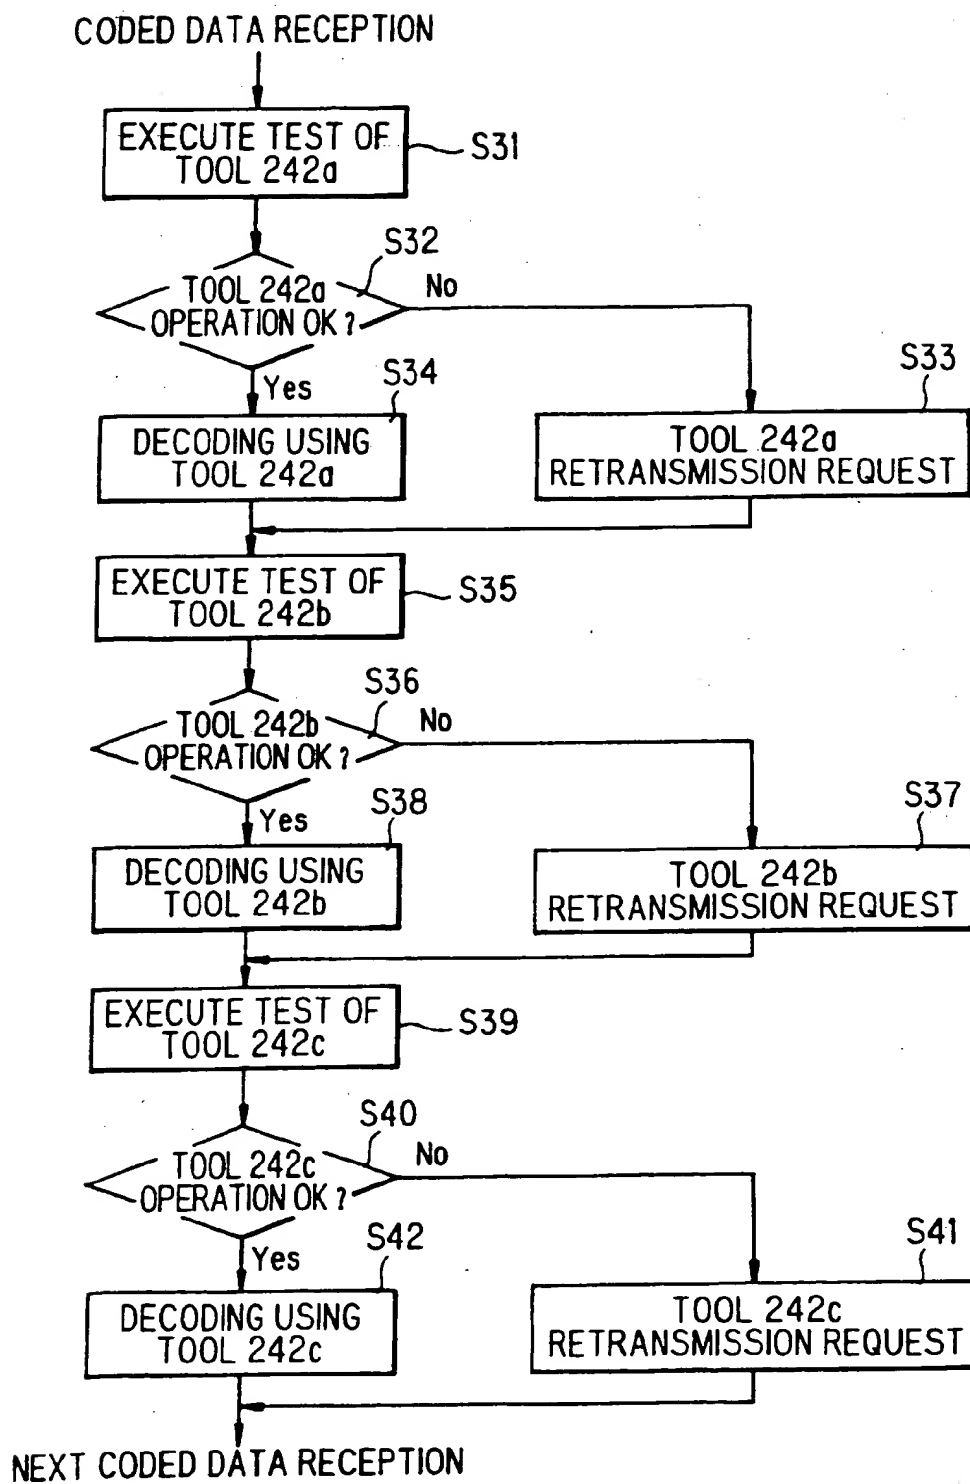 CODED DATA RECEPTION
EXECUTE TEST OF
TOOL 242a
S31
S32
TOOL 242a
OPERATION OK?
No
Yes
S34
S33
DECODING USING
TOOL 242a
TOOL 242a
RETRANSMISSION REQUEST
EXECUTE TEST OF
TOOL 242b
S35
S36
TOOL 242b
OPERATION OK?
No
Yes
S38
S37
DECODING USING
TOOL 242b
TOOL 242b
RETRANSMISSION REQUEST
EXECUTE TEST OF
TOOL 242c
S39
S40
TOOL 242c
OPERATION OK?
No
Yes
S42
S41
DECODING USING
TOOL 242c
TOOL 242c
RETRANSMISSION REQUEST
NEXT CODED DATA RECEPTION